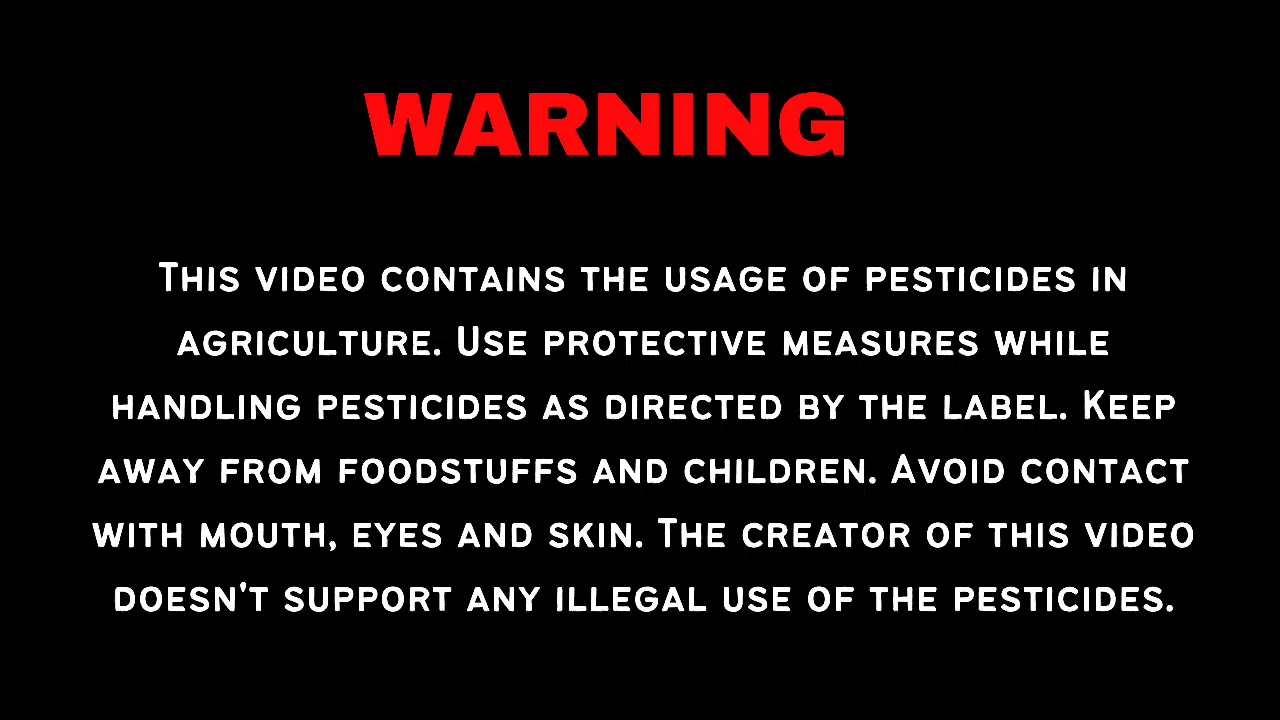 WARNING
This video contains the usage of pesticides in
agriculture. Use protective measures while
handling pesticides as directed by the label. Keep
away from foodstuffs and children. Avoid contact
with mouth, eyes and skin. The creator of this video
doesn't support any illegal use of the pesticides.